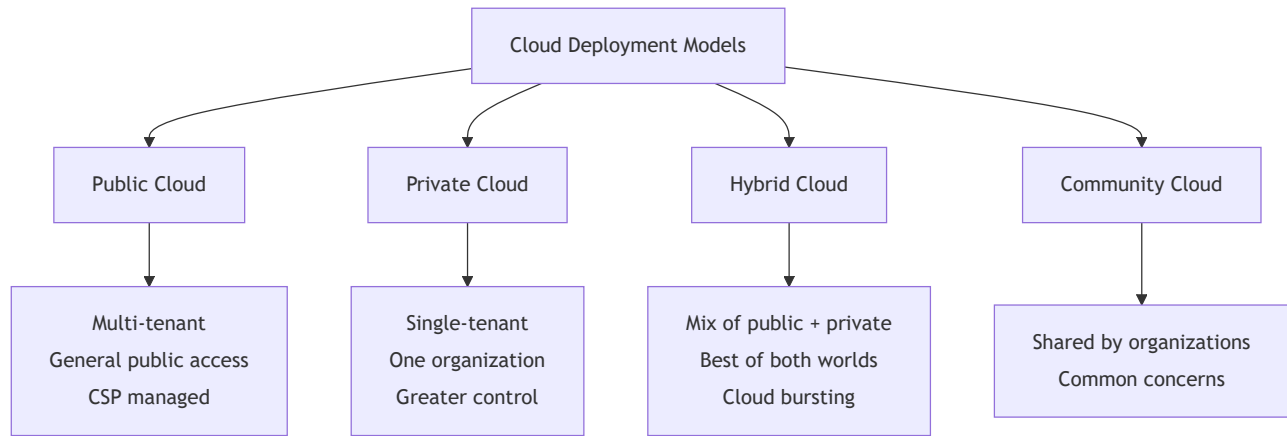 Cloud Deployment Models
Public Cloud
Private Cloud
Hybrid Cloud
Community Cloud
Multi-tenant
General public access
CSP managed
Single-tenant
One organization
Greater control
Mix of public + private
Best of both worlds
Cloud bursting
Shared by organizations
Common concerns